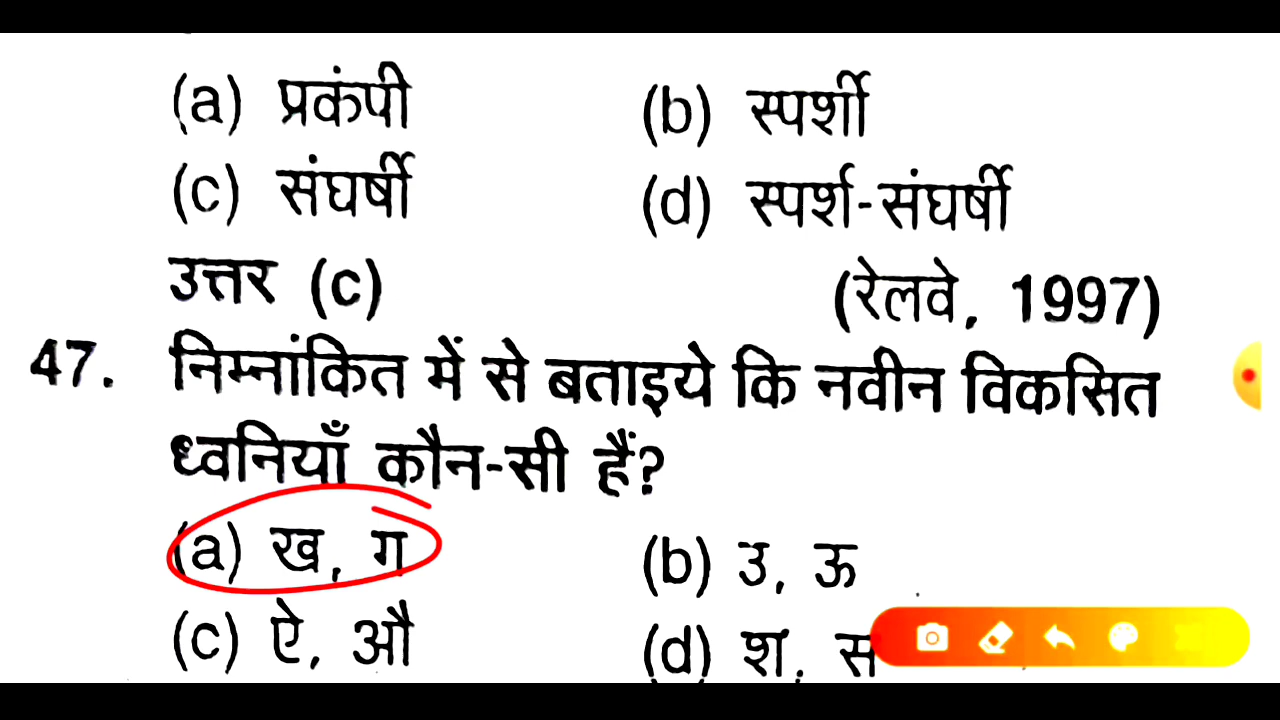 (a) प्रकंपी (b) स्पर्शी
(c) संघर्षी (d) स्पर्श-संघर्षी
उत्तर (c) (रेलवे, 1997)
47. निम्नांकित में से बताइये कि नवीन विकसित
ध्वनियाँ कौन-सी हैं?
(a) ख, ग (b) उ, ऊ
(c) ऐ, औ (d) श, स